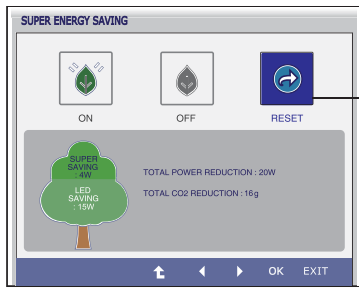 SUPER ENERGY SAVING
ON
OFF
RESET
SUPER
SAVING
: 4W
LED
SAVING
: 15W
TOTAL POWER REDUCTION : 20W
TOTAL CO2 REDUCTION : 16g
OK EXIT